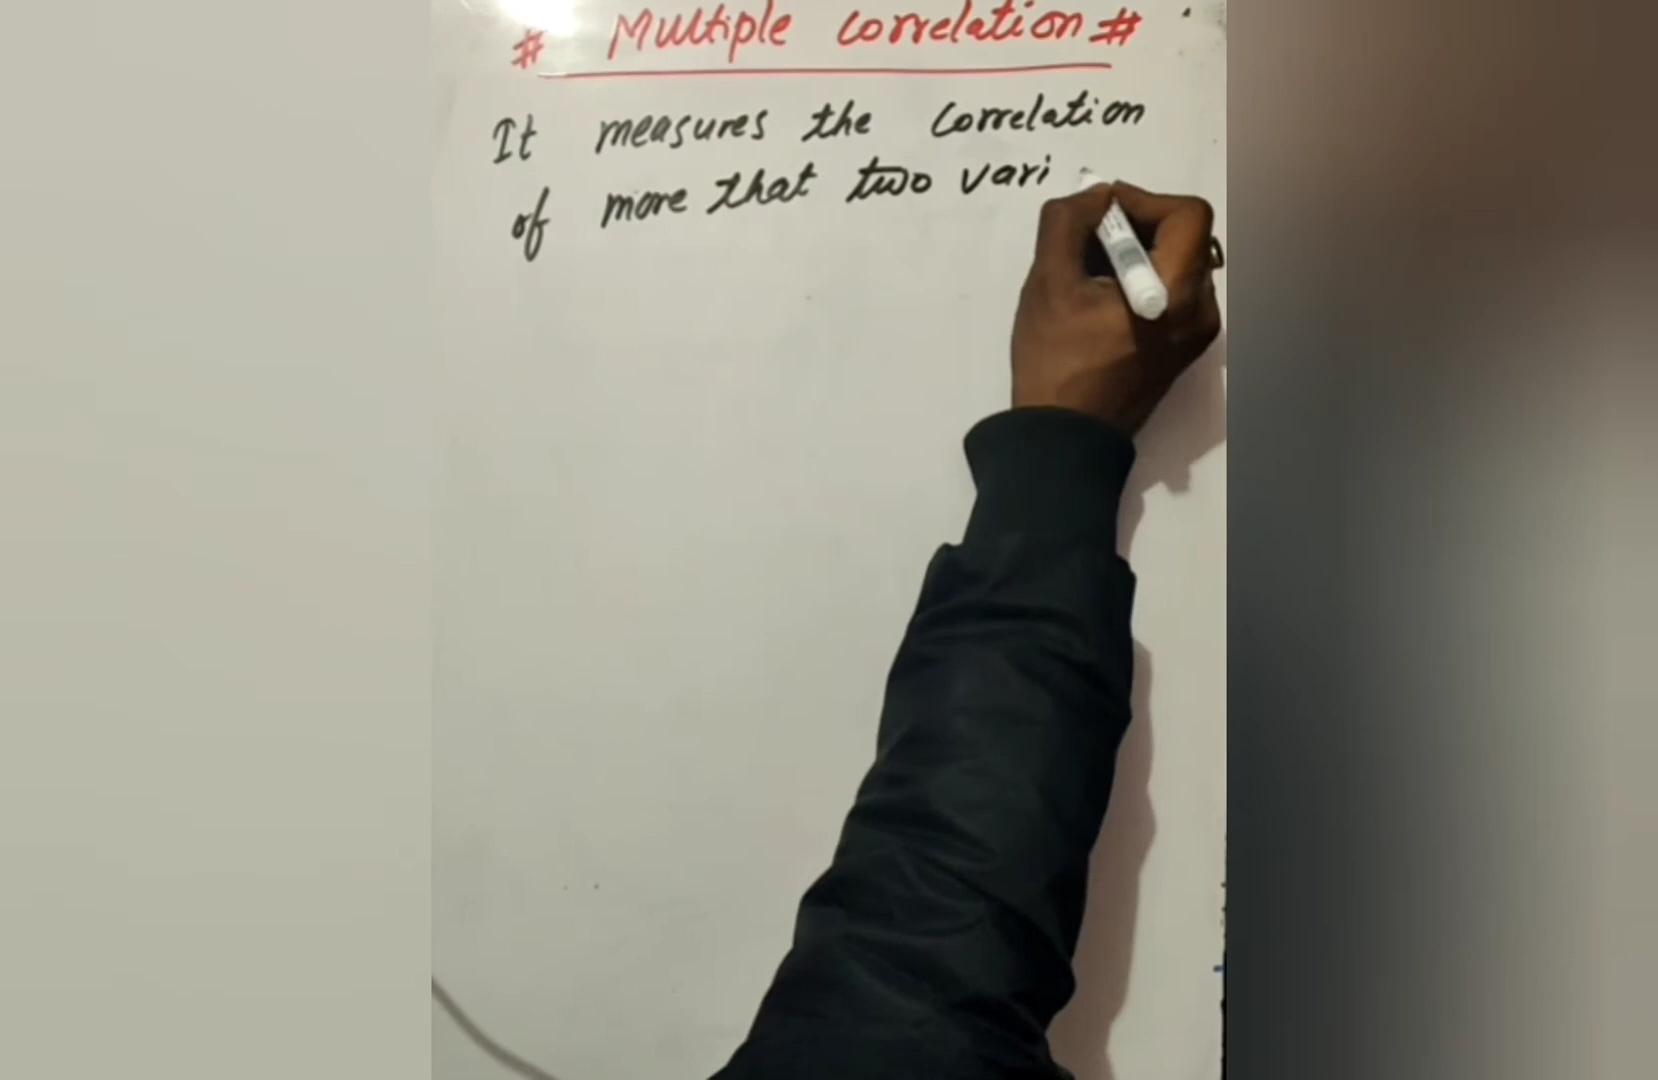 # Multiple Correlation #
It measures the Correlation
of more that two vari